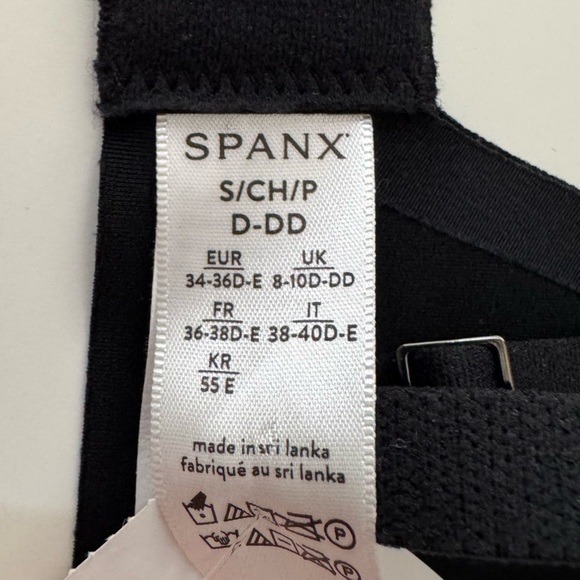 SPANX
S/CH/P
D-DD
EUR UK
34-36D-E 8-10D-DD
FR IT
36-38D-E 38-40D-E
KR
55 E
made in sri lanka
fabriqué au sri lanka
P
P